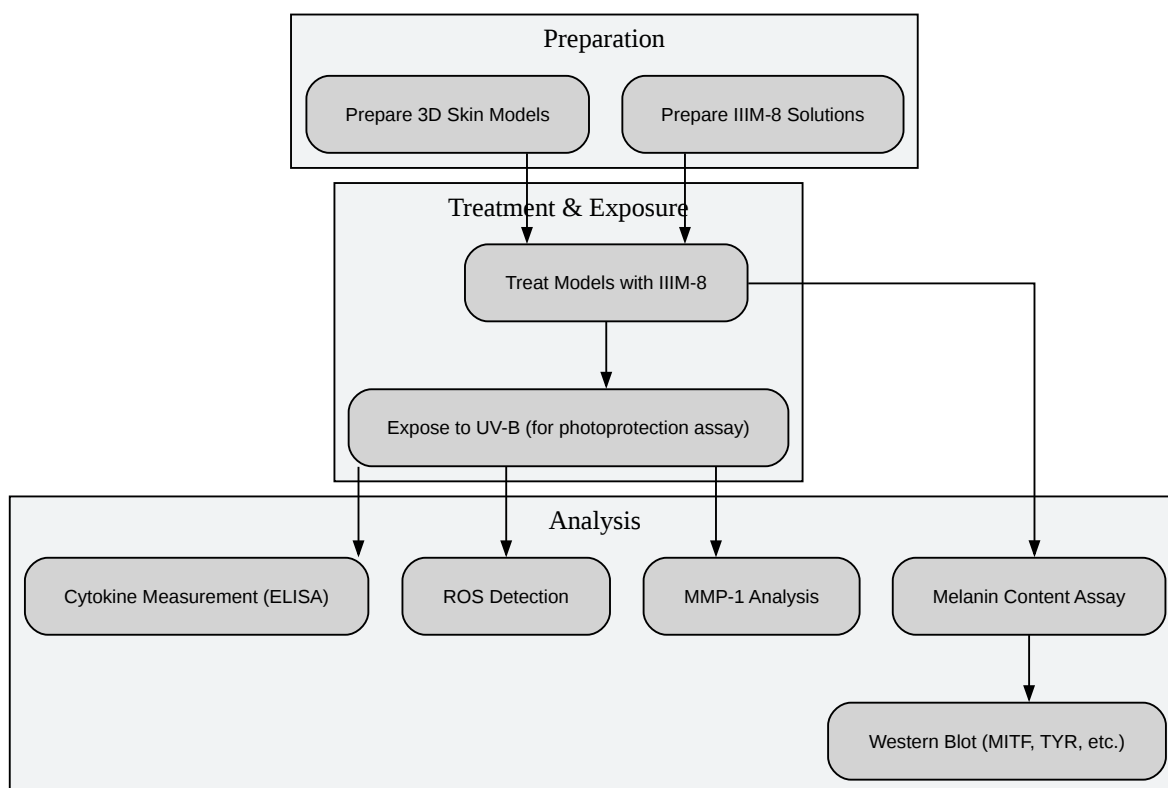 Preparation
Prepare 3D Skin Models
Prepare IIIM-8 Solutions
Treatment & Exposure
Treat Models with IIIM-8
Expose to UV-B (for photoprotection assay)
Analysis
Cytokine Measurement (ELISA)
ROS Detection
MMP-1 Analysis
Melanin Content Assay
Western Blot (MITF, TYR, etc.)